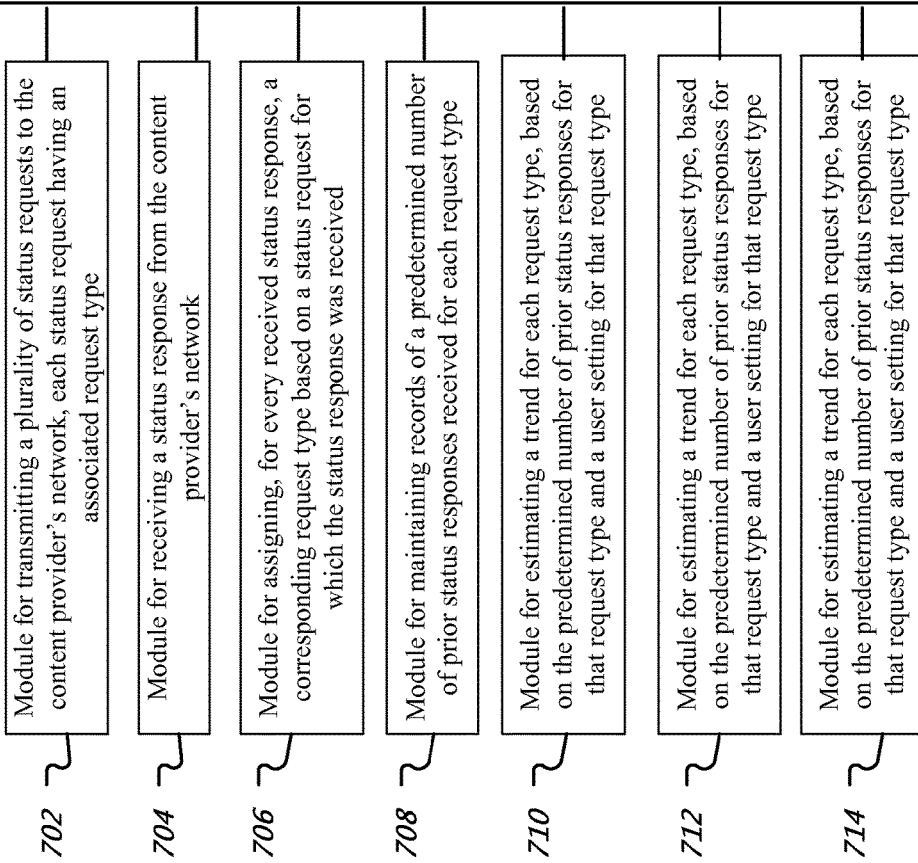 702
Module for transmitting a plurality of status requests to the
content provider's network, each status request having an
associated request type
704
Module for receiving a status response from the content
provider's network
706
Module for assigning, for every received status response, a
corresponding request type based on a status request for
which the status response was received
708
Module for maintaining records of a predetermined number
of prior status responses received for each request type
710
Module for estimating a trend for each request type, based
on the predetermined number of prior status responses for
that request type and a user setting for that request type
712
Module for estimating a trend for each request type, based
on the predetermined number of prior status responses for
that request type and a user setting for that request type
714
Module for estimating a trend for each request type, based
on the predetermined number of prior status responses for
that request type and a user setting for that request type